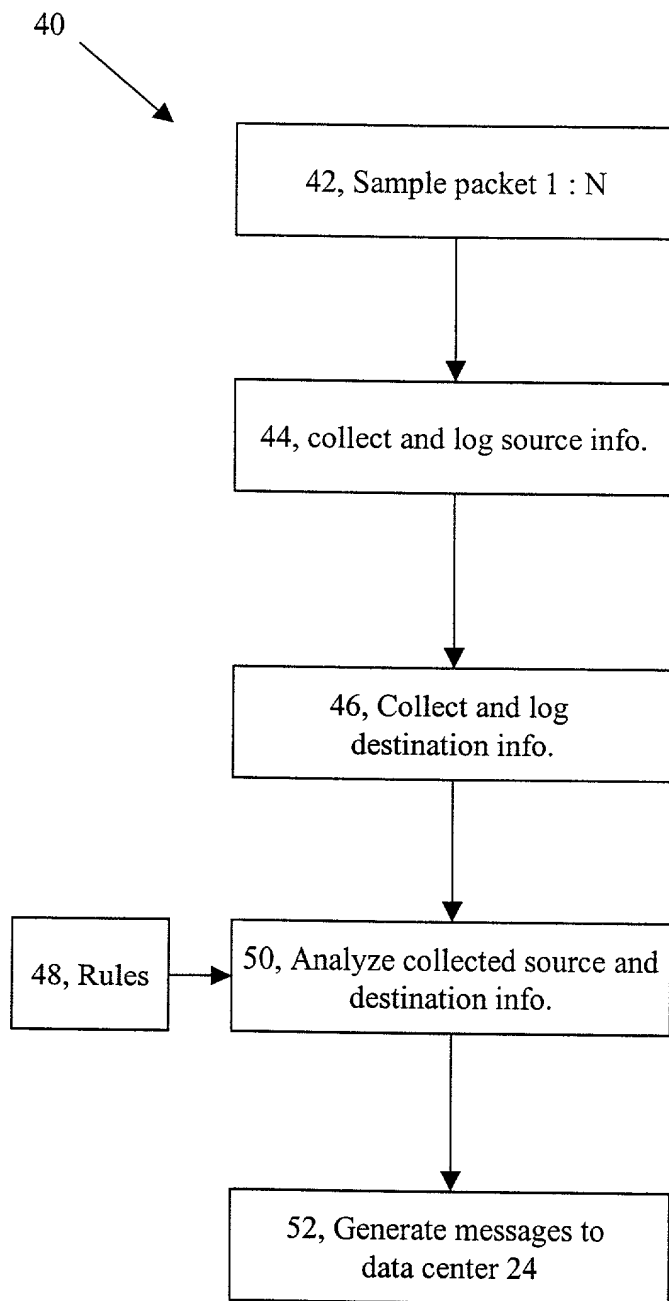 40
42, Sample packet 1 : N
44, collect and log source info.
46, Collect and log
destination info.
48, Rules
50, Analyze collected source and
destination info.
52, Generate messages to
data center 24